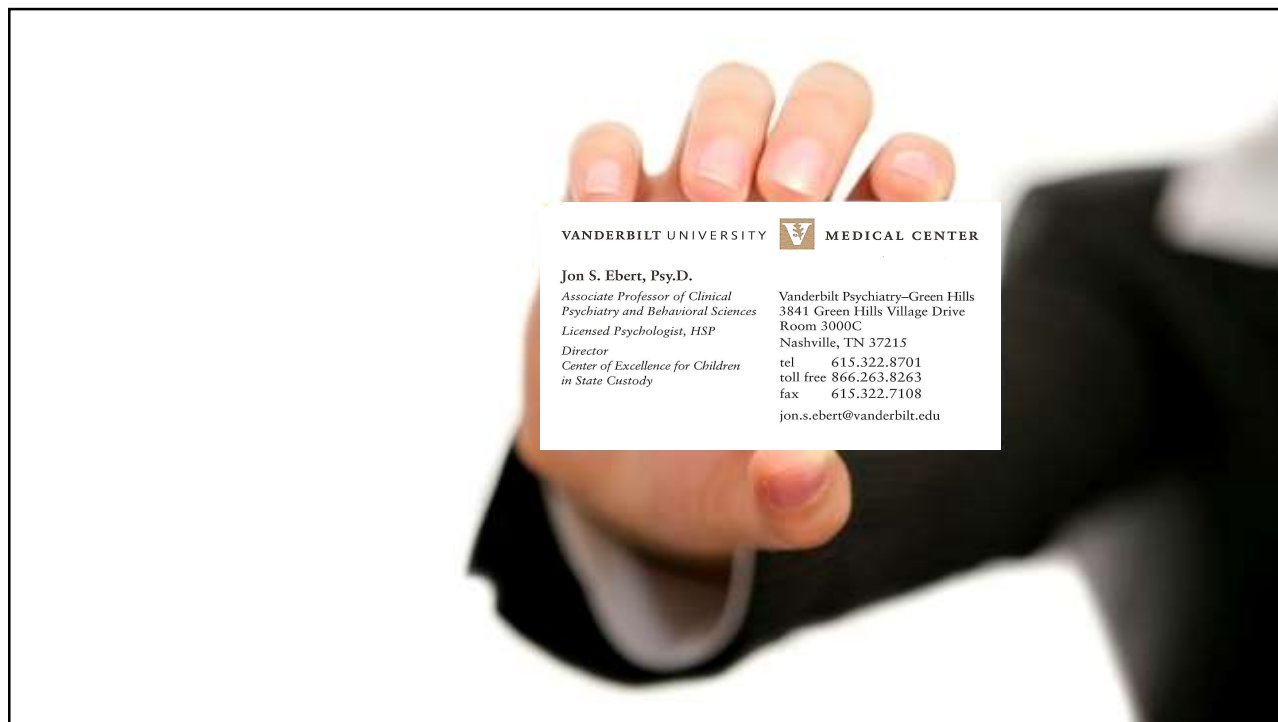 VANDERBILT UNIVERSITY V MEDICAL CENTER
Jon S. Ebert, Psy.D.
Associate Professor of Clinical
Psychiatry and Behavioral Sciences
Licensed Psychologist, HSP
Director
Center of Excellence for Children
in State Custody
Vanderbilt Psychiatry–Green Hills
3841 Green Hills Village Drive
Room 3000C
Nashville, TN 37215
tel 615.322.8701
toll free 866.263.8263
fax 615.322.7108
jon.s.ebert@vanderbilt.edu